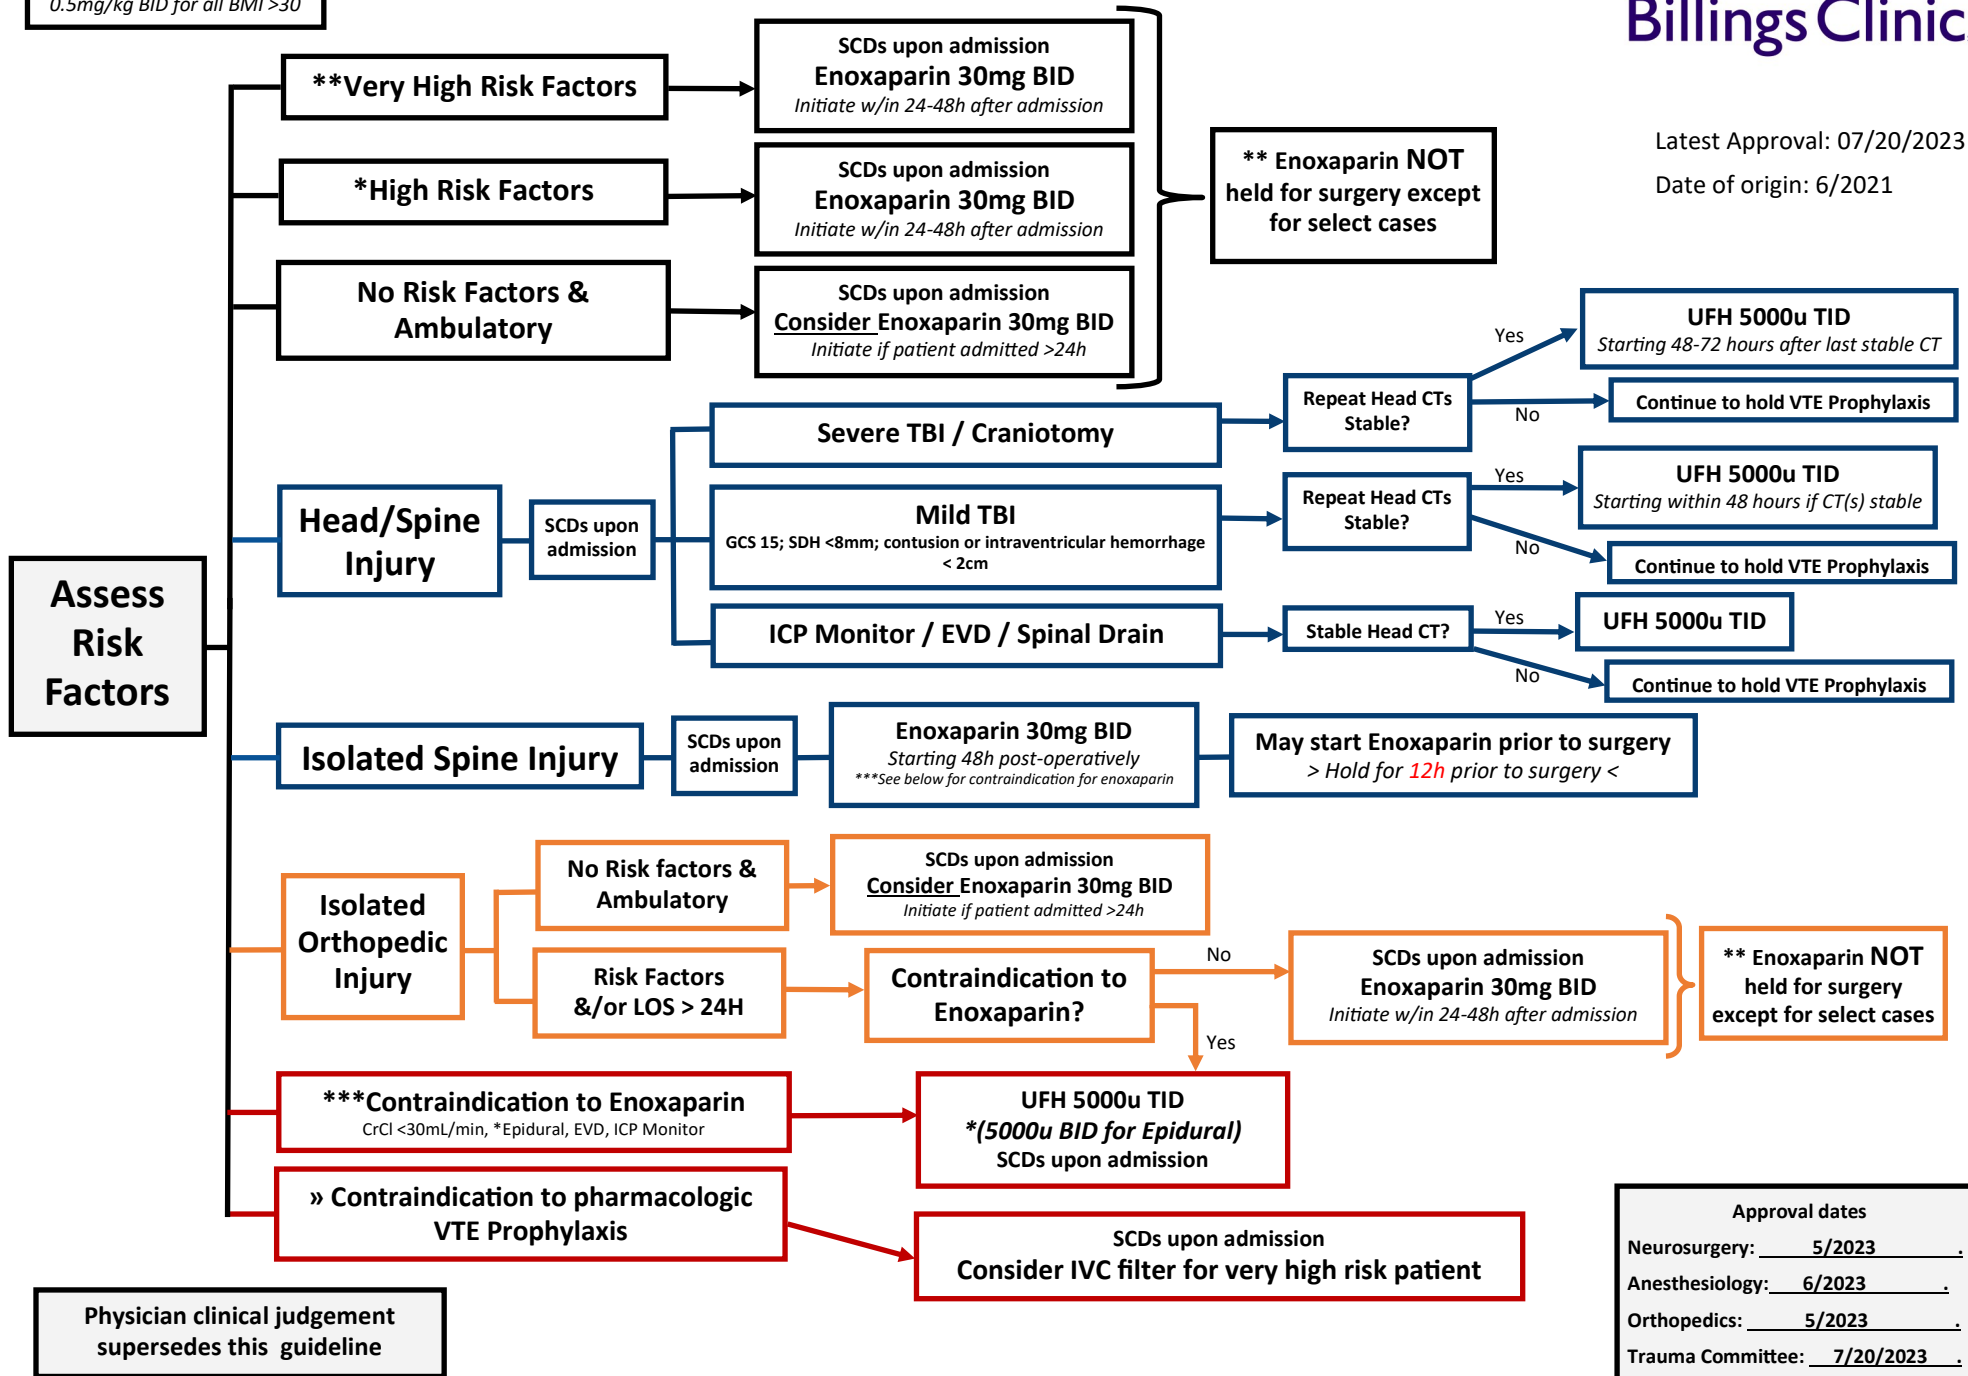 0.5mg/kg BID for all BMI >30
Billings Clinic
Latest Approval: 07/20/2023
Date of origin: 6/2021
**Very High Risk Factors
SCDs upon admission
Enoxaparin 30mg BID
Initiate w/in 24-48h after admission
*High Risk Factors
SCDs upon admission
Enoxaparin 30mg BID
Initiate w/in 24-48h after admission
** Enoxaparin NOT
held for surgery except
for select cases
No Risk Factors &
Ambulatory
SCDs upon admission
Consider Enoxaparin 30mg BID
Initiate if patient admitted >24h
Assess
Risk
Factors
Head/Spine
Injury
SCDs upon
admission
Severe TBI / Craniotomy
Repeat Head CTs
Stable?
Yes
UFH 5000u TID
Starting 48-72 hours after last stable CT
No
Continue to hold VTE Prophylaxis
Mild TBI
GCS 15; SDH <8mm; contusion or intraventricular hemorrhage
< 2cm
Repeat Head CTs
Stable?
Yes
UFH 5000u TID
Starting within 48 hours if CT(s) stable
No
Continue to hold VTE Prophylaxis
ICP Monitor / EVD / Spinal Drain
Stable Head CT?
Yes
UFH 5000u TID
No
Continue to hold VTE Prophylaxis
Isolated Spine Injury
SCDs upon
admission
Enoxaparin 30mg BID
Starting 48h post-operatively
***See below for contraindication for enoxaparin
May start Enoxaparin prior to surgery
> Hold for 12h prior to surgery <
Isolated
Orthopedic
Injury
No Risk factors &
Ambulatory
SCDs upon admission
Consider Enoxaparin 30mg BID
Initiate if patient admitted >24h
Risk Factors
&/or LOS > 24H
Contraindication to
Enoxaparin?
No
SCDs upon admission
Enoxaparin 30mg BID
Initiate w/in 24-48h after admission
** Enoxaparin NOT
held for surgery
except for select cases
Yes
***Contraindication to Enoxaparin
CrCl <30mL/min, *Epidural, EVD, ICP Monitor
UFH 5000u TID
*(5000u BID for Epidural)
SCDs upon admission
» Contraindication to pharmacologic
VTE Prophylaxis
SCDs upon admission
Consider IVC filter for very high risk patient
Physician clinical judgement
supersedes this guideline
Approval dates
Neurosurgery: 5/2023 .
Anesthesiology: 6/2023 .
Orthopedics: 5/2023 .
Trauma Committee: 7/20/2023 .